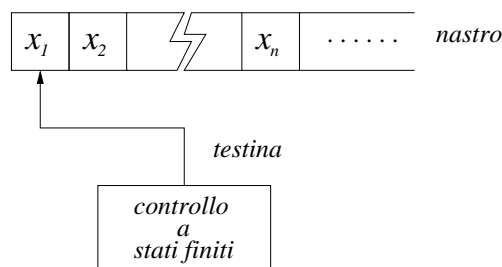 x1 x2 xn ...... nastro
testina
controllo
a
stati finiti